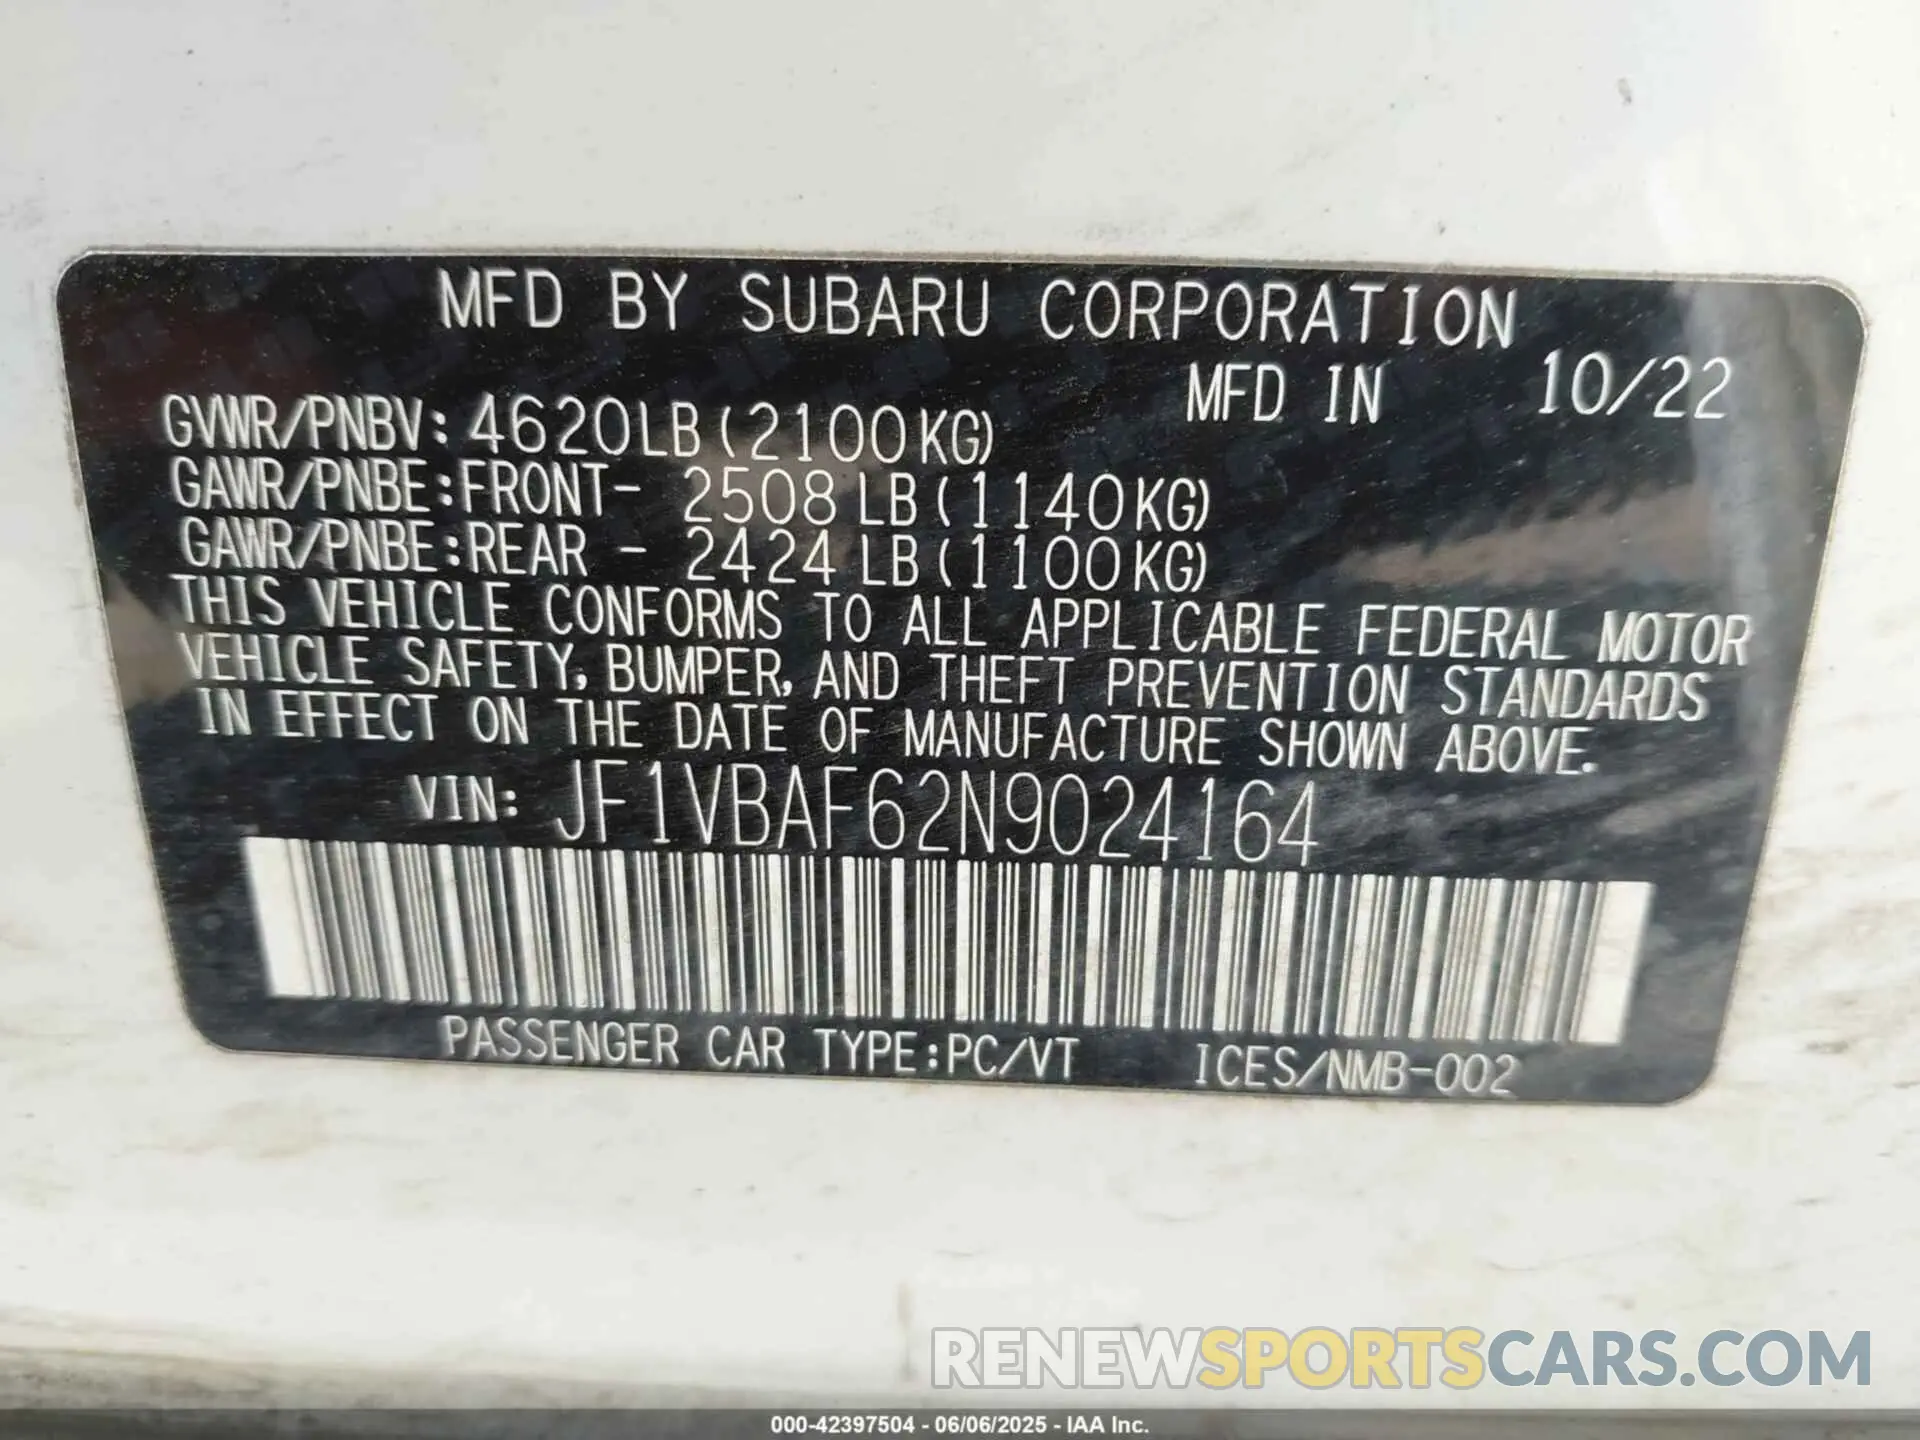 MFD BY SUBARU CORPORATION
MFD IN 10/22
GVWR/PNBV: 4620LB (2100KG)
GAWR/PNBE:FRONT- 2508 LB (1140KG)
GAWR/PNBE:REAR - 2424 LB (1100KG)
THIS VEHICLE CONFORMS TO ALL APPLICABLE FEDERAL MOTOR
VEHICLE SAFETY, BUMPER, AND THEFT PREVENTION STANDARDS
IN EFFECT ON THE DATE OF MANUFACTURE SHOWN ABOVE.
VIN: JF1VBAF62N9024164
PASSENGER CAR TYPE:PC/VT ICES/NMB-002
RENEWSPORTSCARS.COM
000-42397504 - 06/06/2025 - IAA Inc.